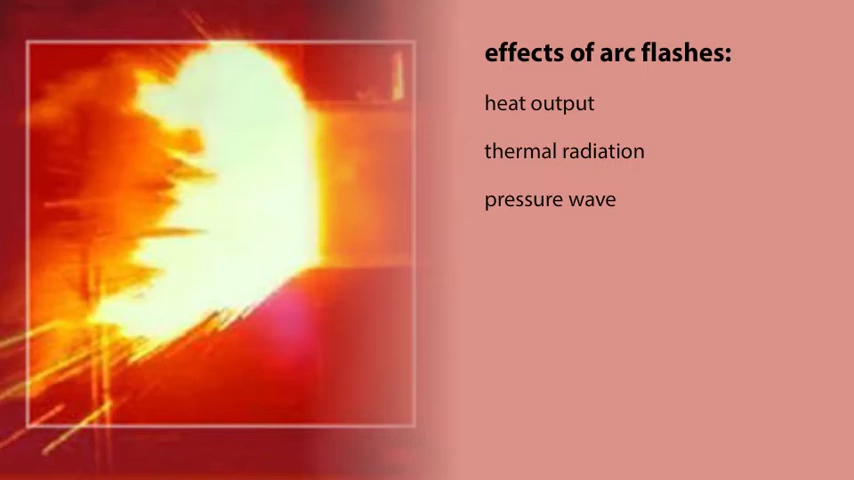 effects of arc flashes:
heat output
thermal radiation
pressure wave